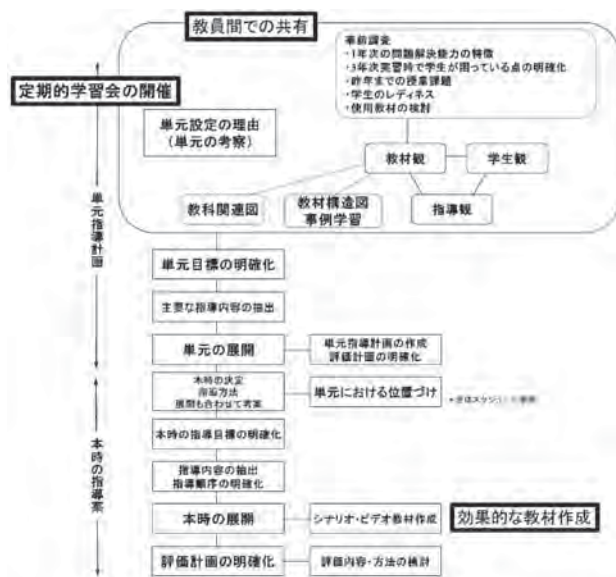 教員間での共有
事前調査
・1年次の問題解決能力の特徴
・3年次実習時で学生が困っている点の明確化
・昨年までの授業課題
・学生のレディネス
・使用教材の検討
定期的学習会の開催
単元設定の理由
(単元の考察)
教材観
学生観
教科関連図
教材構造図
事例学習
指導観
単元指導計画
単元目標の明確化
主要な指導内容の抽出
単元の展開
単元指導計画の作成
評価計画の明確化
本時の決定
指導方法
展開も合わせて考案
単元における位置づけ
本時の指導案
本時の指導目標の明確化
指導内容の抽出
指導順序の明確化
本時の展開
シナリオ・ビデオ教材作成
効果的な教材作成
評価計画の明確化
評価内容・方法の検討